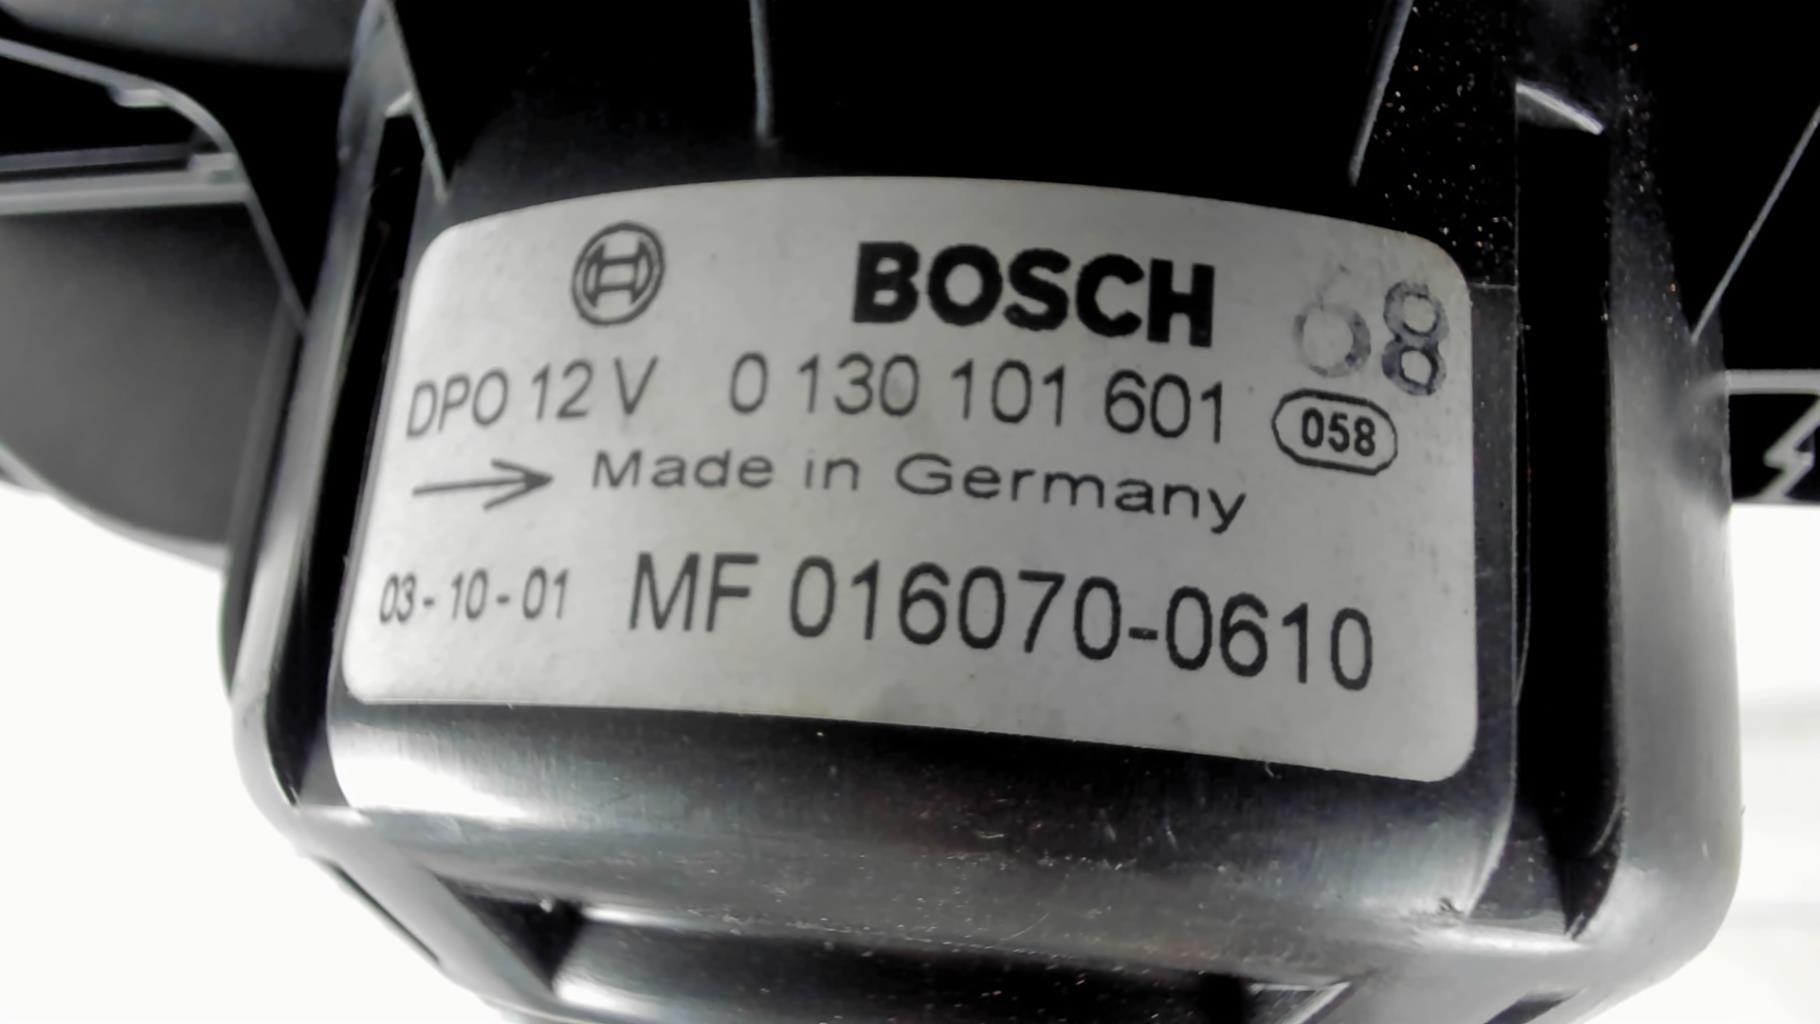 BOSCH 68
DPO 12 V 0 130 101 601 058
Made in Germany
03-10-01 MF 016070-0610